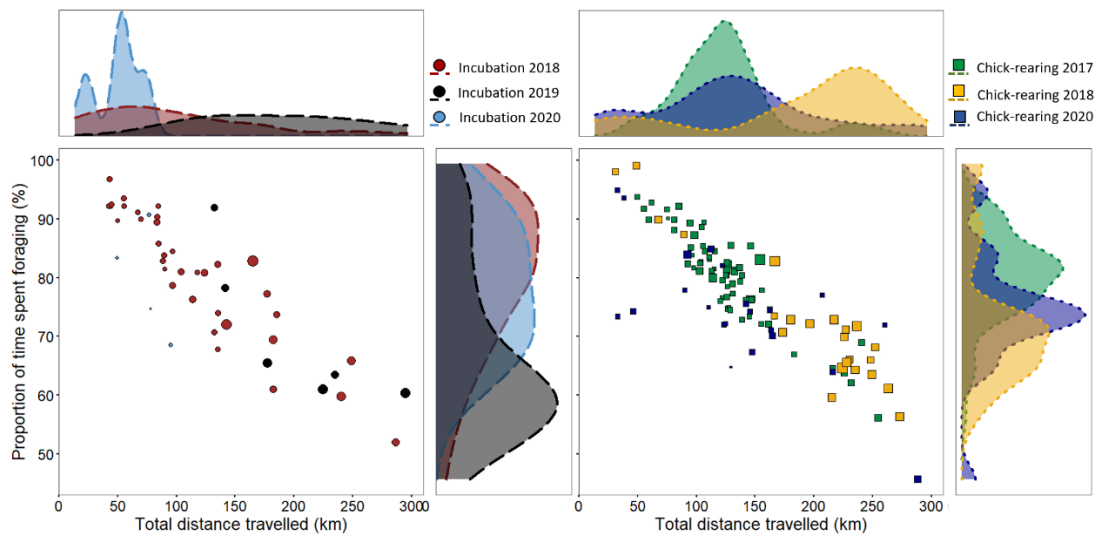 Incubation 2018
Incubation 2019
Incubation 2020
Chick-rearing 2017
Chick-rearing 2018
Chick-rearing 2020
Proportion of time spent foraging (%)
100
90
80
70
60
50
0 50 100 150 200 250 300
Total distance travelled (km)
0 50 100 150 200 250 300
Total distance travelled (km)